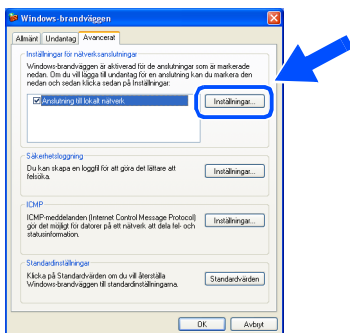 Windows-brandväggen
Allmänt Undantag Avancerat
Inställningar för nätverksanslutningar
Windows-brandväggen är aktiverad för de anslutningar som är markerade
nedan. Om du vill lägga till undantag för en anslutning kan du markera den
nedan och sedan klicka sedan på Inställningar:
Anslutning till lokalt nätverk
Inställningar...
Säkerhetsloggning
Du kan skapa en loggfil för att göra det lättare att
felsöka.
Inställningar...
ICMP
ICMP-meddelanden (Internet Control Message Protocol)
gör det möjligt för datorer på ett nätverk att dela fel- och
statusinformation.
Inställningar...
Standardinställningar
Klicka på Standardvärden om du vill återställa
Windows-brandväggen till standardinställningarna.
Standardvärden
OK Avbryt